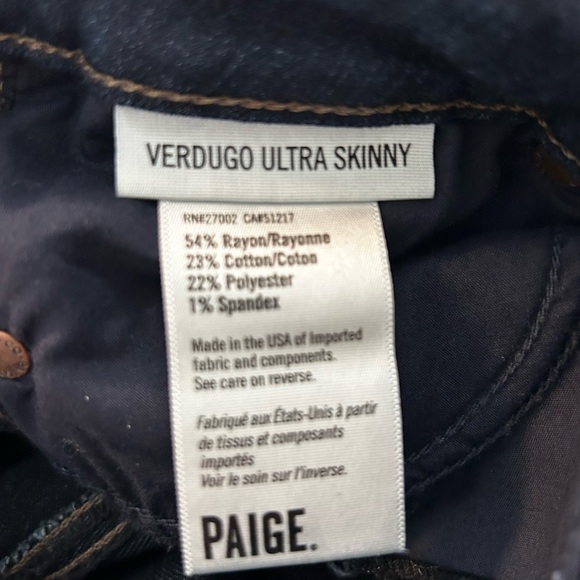 VERDUGO ULTRA SKINNY
RN#27002 CA#51217
54% Rayon/Rayonne
23% Cotton/Coton
22% Polyester
1% Spandex
Made in the USA of Imported
fabric and components.
See care on reverse.
Fabriqué aux États-Unis à partir
de tissus et composants
importés
Voir le soin sur l'inverse.
PAIGE.